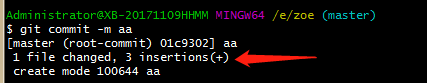 Administrator@XB-20171109HHMM MINGW64 /e/zoe (master)
$ git commit -m aa
[master (root-commit) 01c9302] aa
 1 file changed, 3 insertions(+)
 create mode 100644 aa